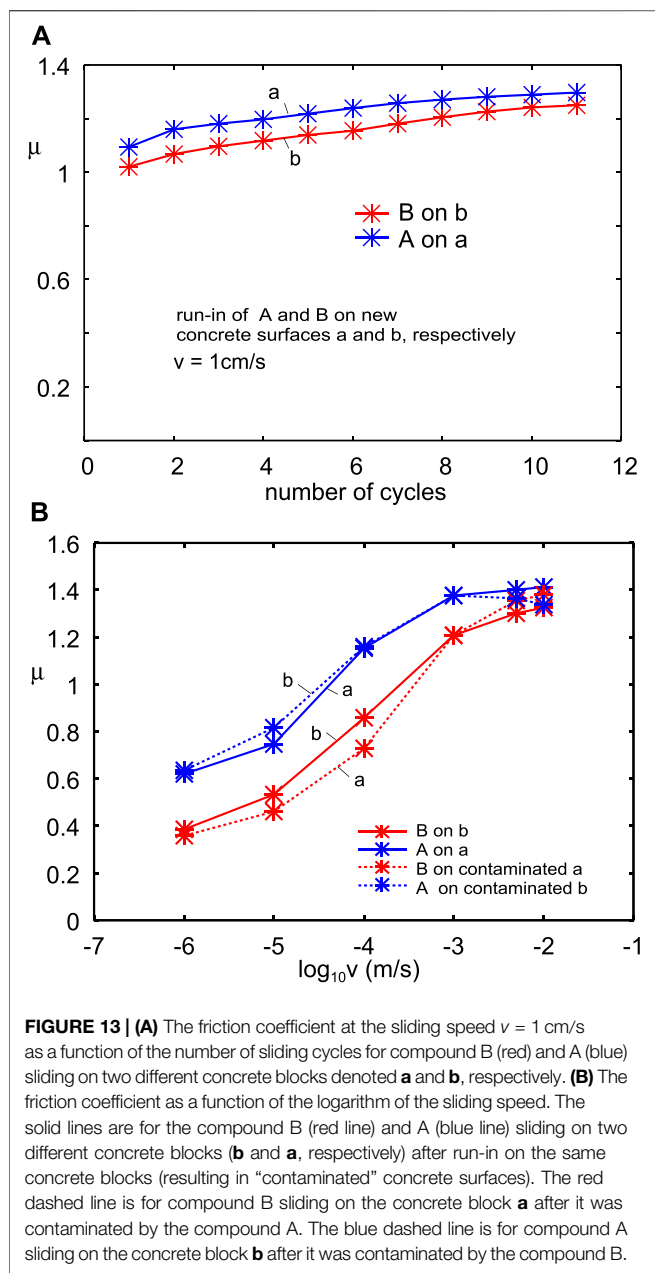 A
1.4
1
0.6
0.2
μ
a
b
B on b
A on a
run-in of A and B on new
concrete surfaces a and b, respectively
v = 1cm/s
0 2 4 6 8 10 12
number of cycles
B
1.6
1.4
1.2
1
0.8
0.6
0.4
0.2
0
μ
b
a
b
a
B on b
A on a
B on contaminated a
A on contaminated b
-7 -6 -5 -4 -3 -2 -1
log₁₀v (m/s)
FIGURE 13 | (A) The friction coefficient at the sliding speed v = 1 cm/s
as a function of the number of sliding cycles for compound B (red) and A (blue)
sliding on two different concrete blocks denoted a and b, respectively. (B) The
friction coefficient as a function of the logarithm of the sliding speed. The
solid lines are for the compound B (red line) and A (blue line) sliding on two
different concrete blocks (b and a, respectively) after run-in on the same
concrete blocks (resulting in “contaminated” concrete surfaces). The red
dashed line is for compound B sliding on the concrete block a after it was
contaminated by the compound A. The blue dashed line is for compound A
sliding on the concrete block b after it was contaminated by the compound B.